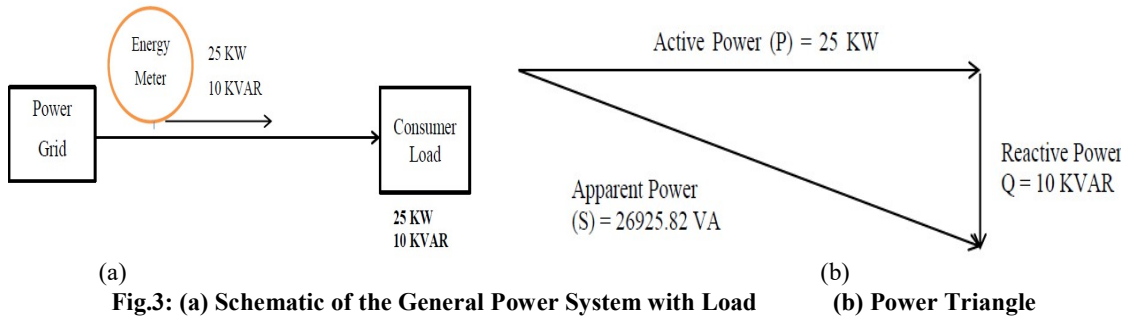 Energy
Meter
25 KW
10 KVAR
Power
Grid
Consumer
Load
25 KW
10 KVAR
Active Power (P) = 25 KW
Reactive Power
Q = 10 KVAR
Apparent Power
(S) = 26925.82 VA
(a)
(b)
Fig.3: (a) Schematic of the General Power System with Load (b) Power Triangle